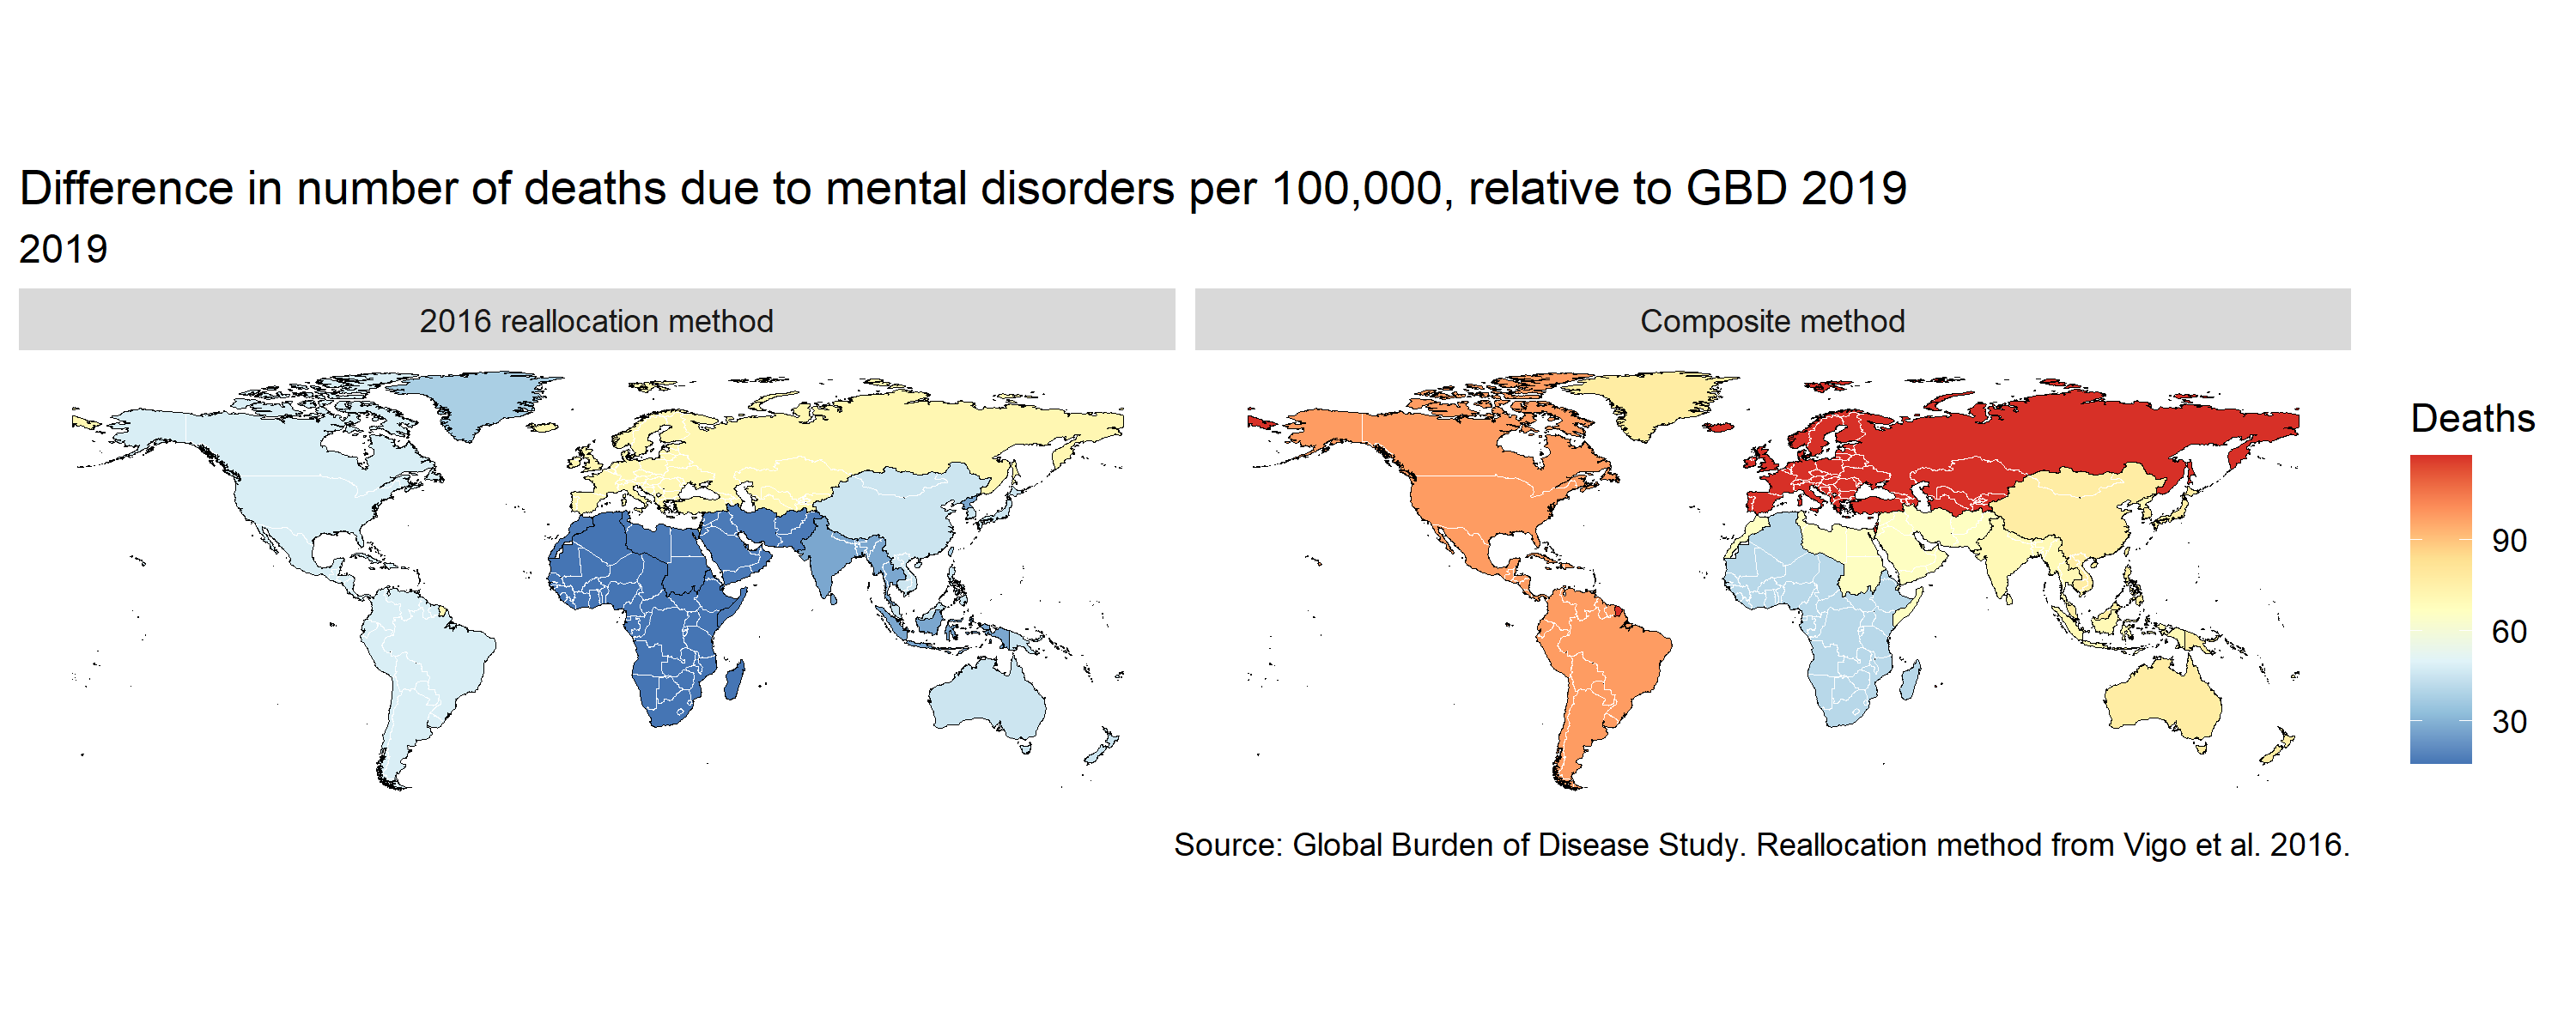 Difference in number of deaths due to mental disorders per 100,000, relative to GBD 2019
2019
2016 reallocation method
Composite method
Deaths
90
60
30
Source: Global Burden of Disease Study. Reallocation method from Vigo et al. 2016.